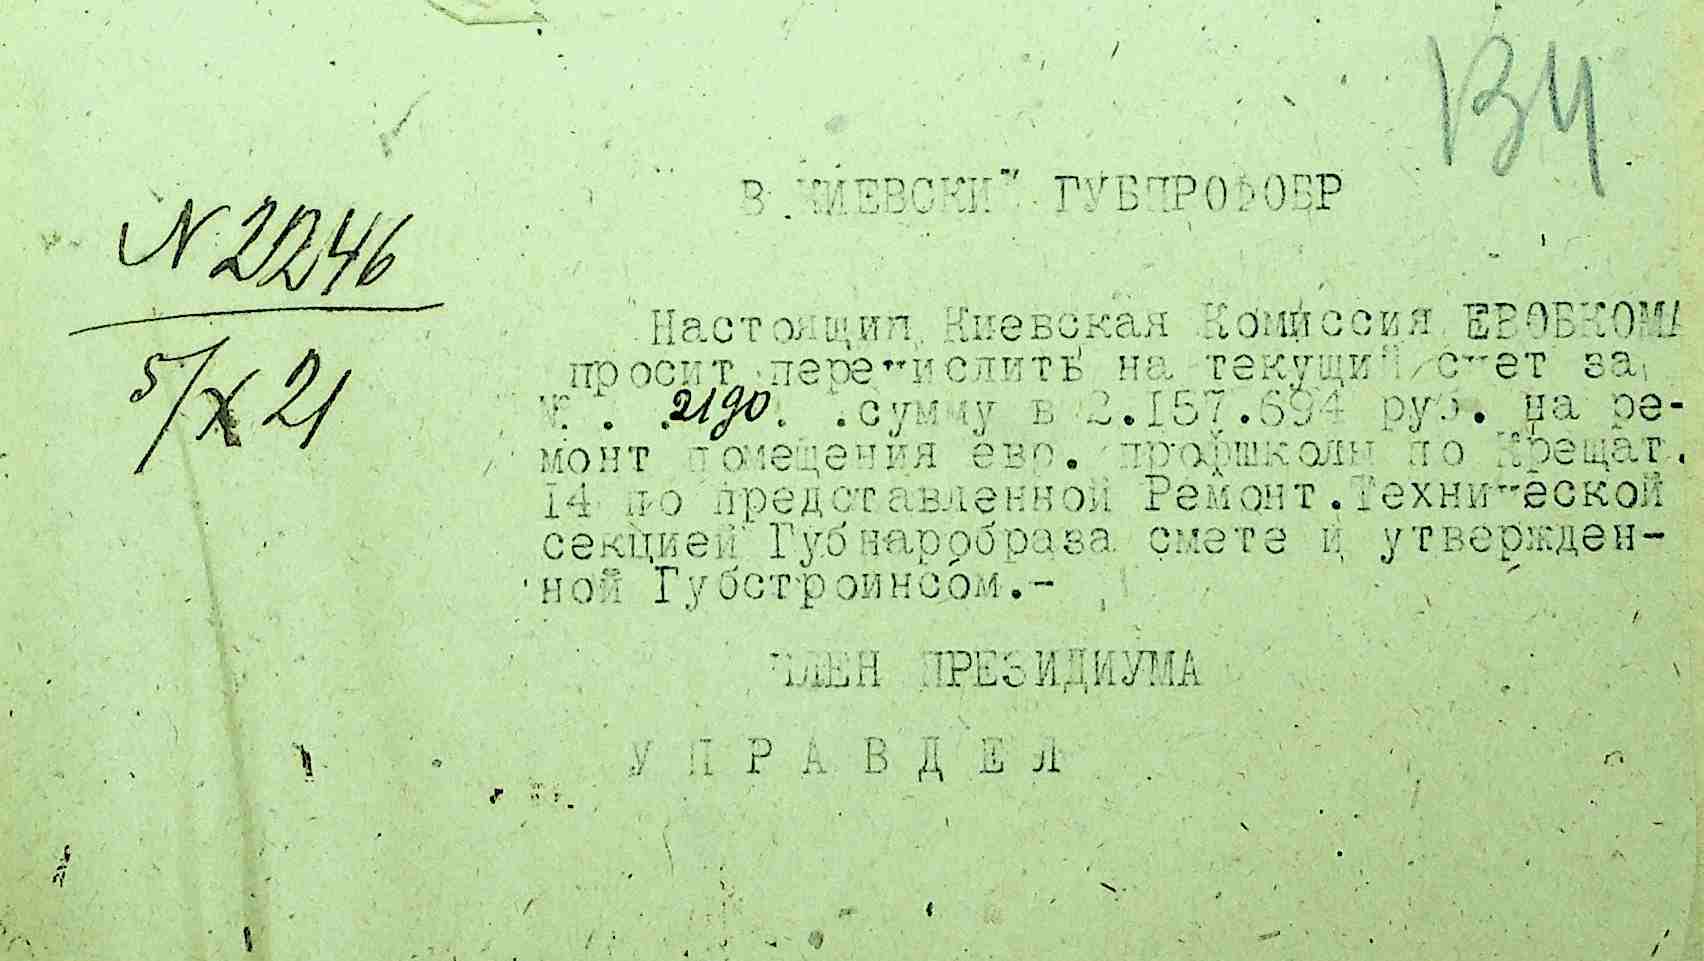 134
№ 2246
5/X 21
В КИЕВСКИЙ ГУБПРОФОБР
Настоящим Киевская Комиссия ЕВОБКОМА
просит перечислить на текущий счет за
№ . . 2190 . .сумму в 2.157.694 руб. на ре-
монт помещения евр. профшколы по Крещат.
14 по представленной Ремонт.Технической
секцией Губнаробраза смете и утвержден-
ной Губстроинсом.-
ЧЛЕН ПРЕЗИДИУМА
УПРАВДЕЛ